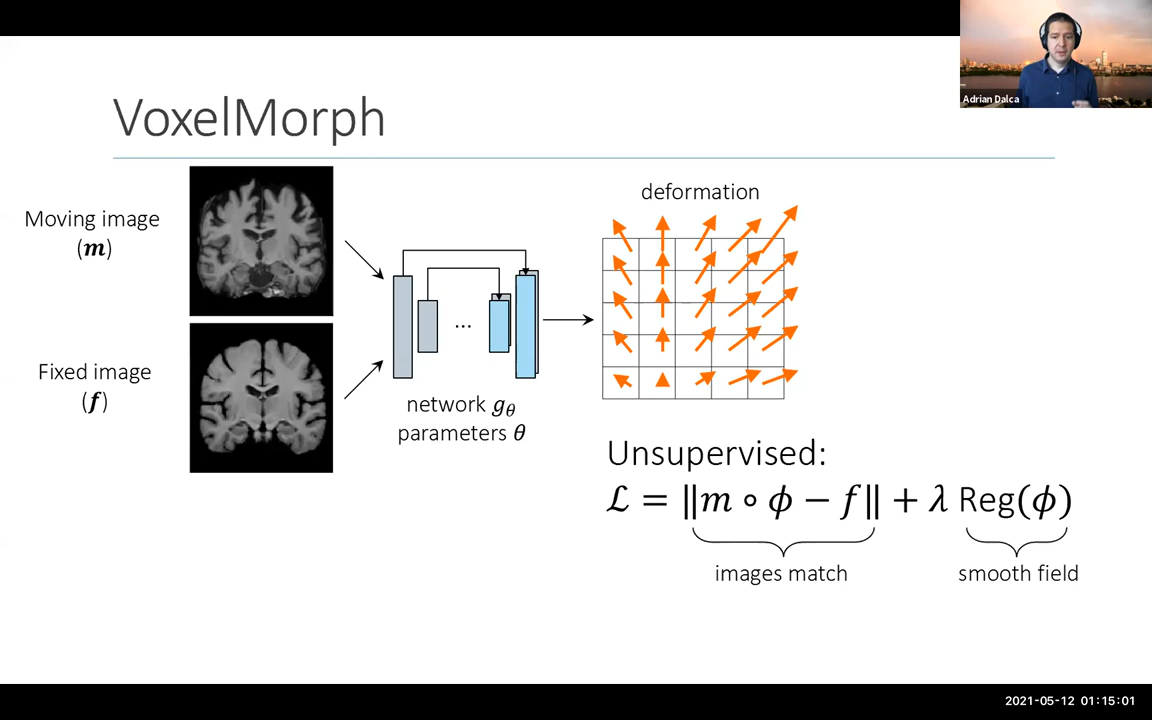 Adrian Dalca
VoxelMorph
Moving image
(m)
Fixed image
(f)
...
network gθ
parameters θ
deformation
Unsupervised:
ℒ = ‖m ∘ ϕ − f‖ + λ Reg(ϕ)
images match
smooth field
2021-05-12 01:15:01